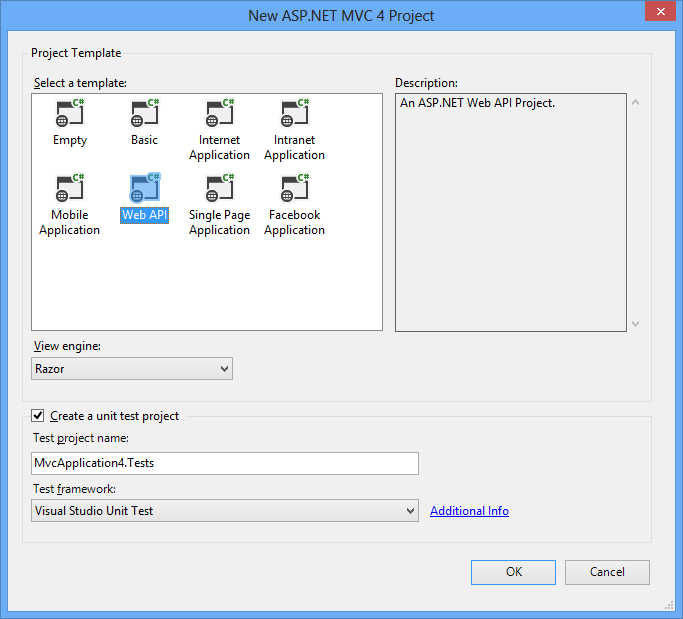 New ASP.NET MVC 4 Project
Project Template
Select a template:
C# C# C# C#
Empty Basic Internet Application Intranet Application
C# C# C# C#
Mobile Application Web API Single Page Application Facebook Application
Description:
An ASP.NET Web API Project.
View engine:
Razor
Create a unit test project
Test project name:
MvcApplication4.Tests
Test framework:
Visual Studio Unit Test
Additional Info
OK Cancel